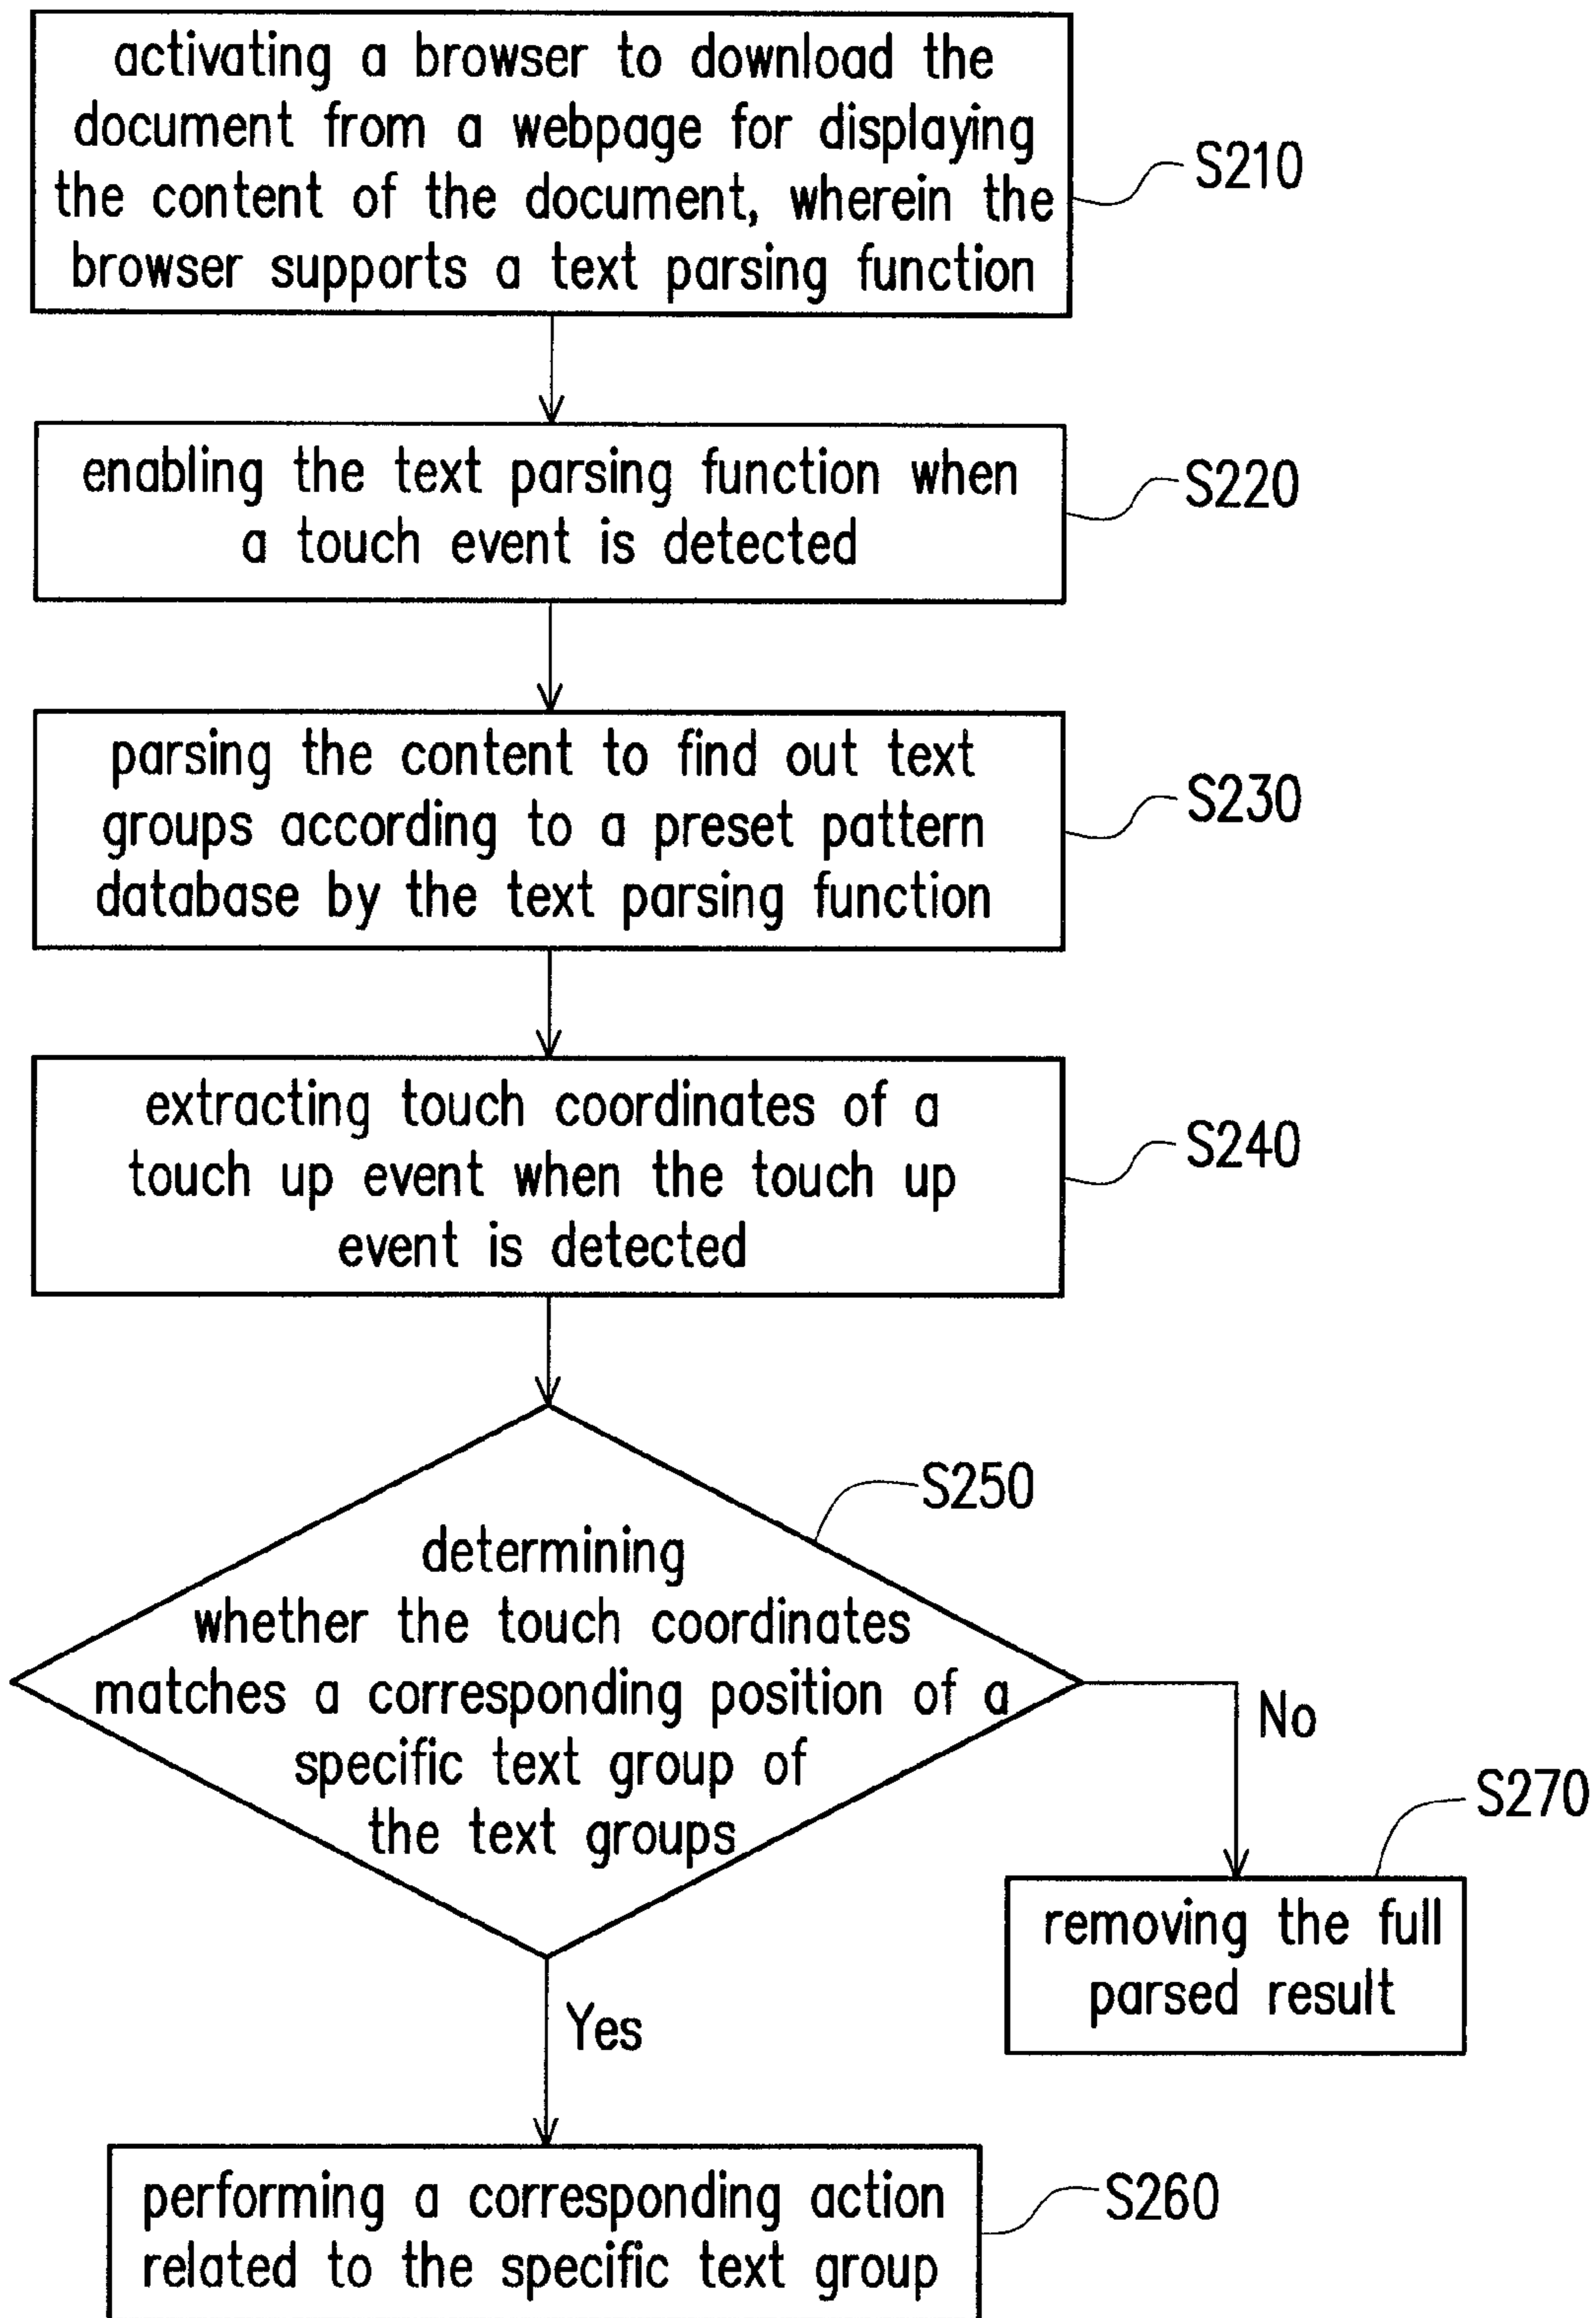 activating a browser to download the
document from a webpage for displaying
the content of the document, wherein the
browser supports a text parsing function
S210
enabling the text parsing function when
a touch event is detected
S220
parsing the content to find out text
groups according to a preset pattern
database by the text parsing function
S230
extracting touch coordinates of a
touch up event when the touch up
event is detected
S240
S250
determining
whether the touch coordinates
matches a corresponding position of a
specific text group of
the text groups
No
S270
removing the full
parsed result
Yes
performing a corresponding action
related to the specific text group
S260